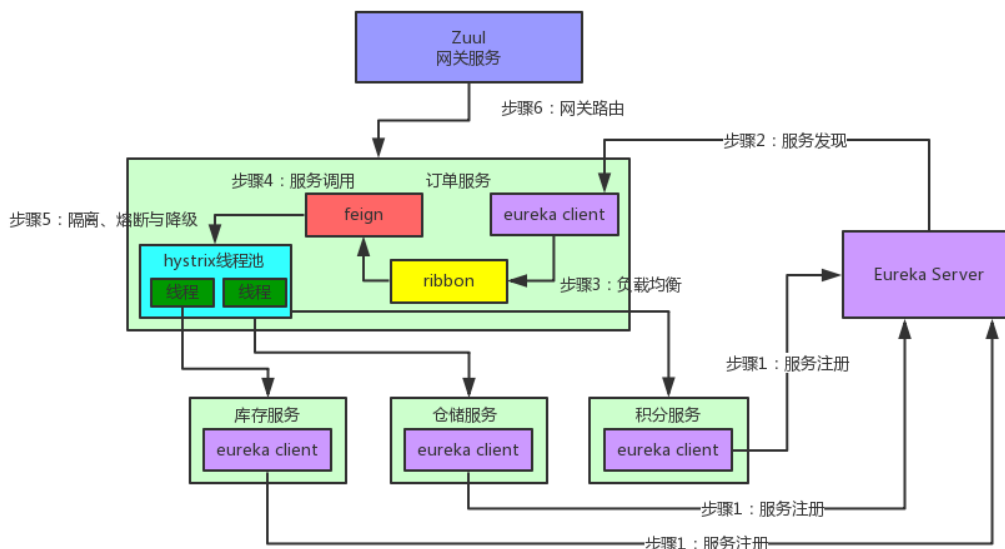 Zuul
网关服务
步骤6：网关路由
步骤2：服务发现
步骤4：服务调用
订单服务
feign
eureka client
步骤5：隔离、熔断与降级
hystrix线程池
线程
线程
ribbon
步骤3：负载均衡
Eureka Server
步骤1：服务注册
库存服务
eureka client
仓储服务
eureka client
积分服务
eureka client
步骤1：服务注册
步骤1：服务注册